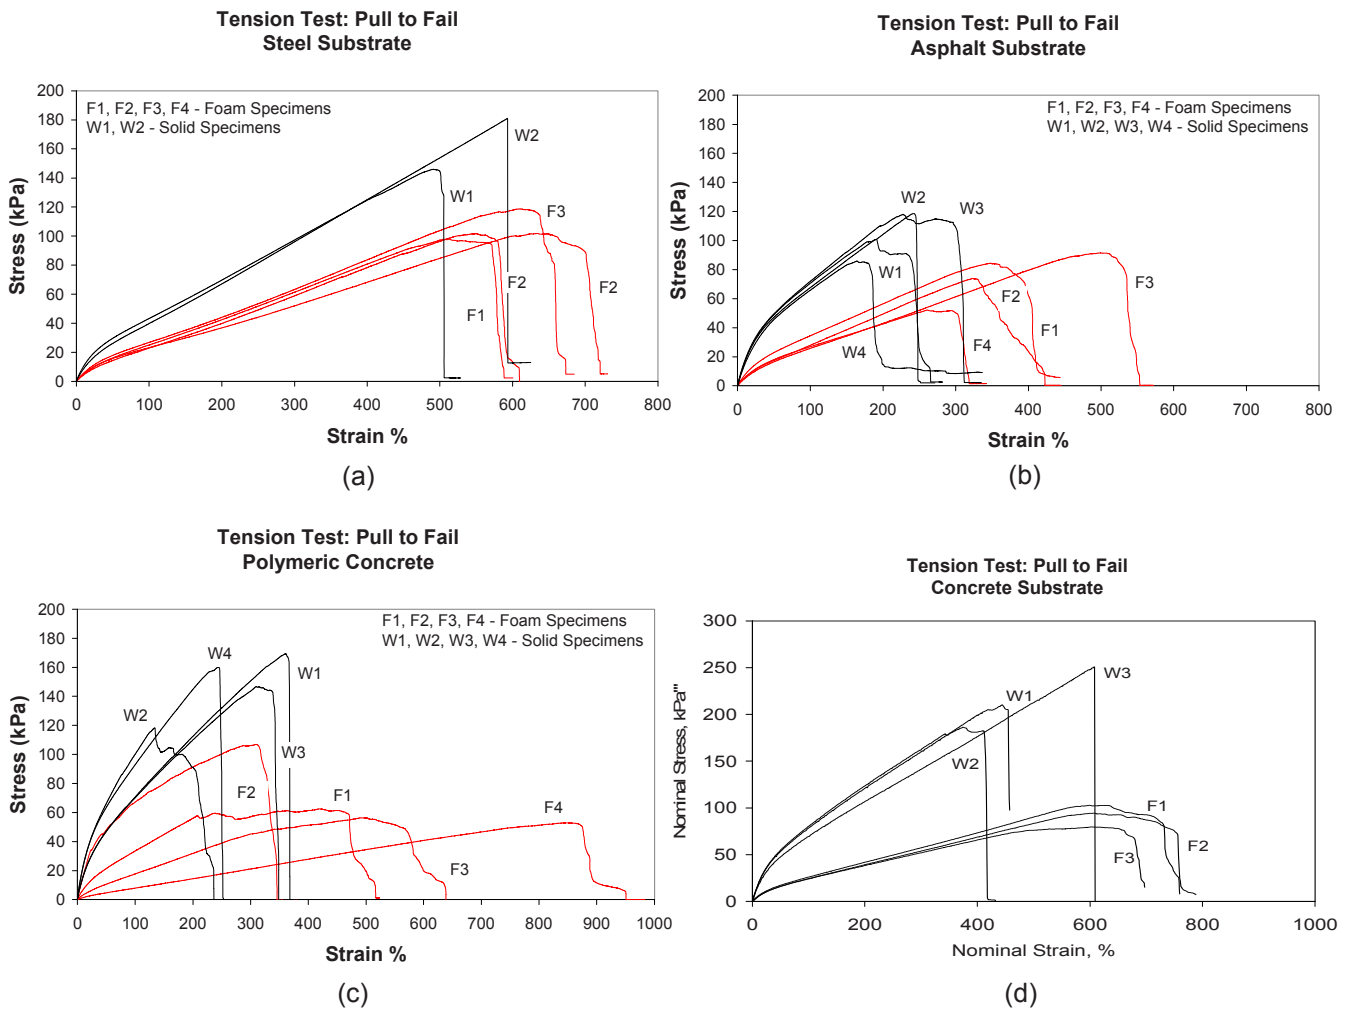 Tension Test: Pull to Fail
Steel Substrate
F1, F2, F3, F4 - Foam Specimens
W1, W2 - Solid Specimens
Stress (kPa)
200
180
160
140
120
100
80
60
40
20
0
W2
W1
F3
F2
F1
F2
0 100 200 300 400 500 600 700 800
Strain %
(a)
Tension Test: Pull to Fail
Asphalt Substrate
F1, F2, F3, F4 - Foam Specimens
W1, W2, W3, W4 - Solid Specimens
Stress (kPa)
200
180
160
140
120
100
80
60
40
20
0
W2
W3
W1
F3
F2
F1
W4
F4
0 100 200 300 400 500 600 700 800
Strain %
(b)
Tension Test: Pull to Fail
Polymeric Concrete
F1, F2, F3, F4 - Foam Specimens
W1, W2, W3, W4 - Solid Specimens
Stress (kPa)
200
180
160
140
120
100
80
60
40
20
0
W4
W1
W2
W3
F2
F1
F4
F3
0 100 200 300 400 500 600 700 800 900 1000
Strain %
(c)
Tension Test: Pull to Fail
Concrete Substrate
Nominal Stress, kPa'''
300
250
200
150
100
50
0
W3
W1
W2
F1
F2
F3
0 200 400 600 800 1000
Nominal Strain, %
(d)